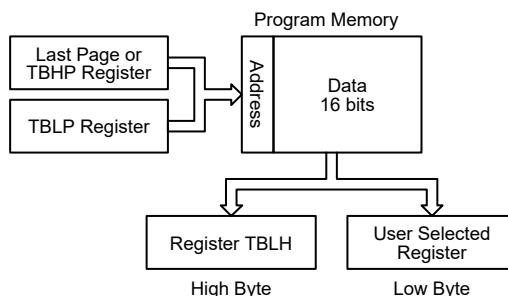 Program Memory
Last Page or
TBHP Register
TBLP Register
Address
Data
16 bits
Register TBLH
User Selected
Register
High Byte
Low Byte